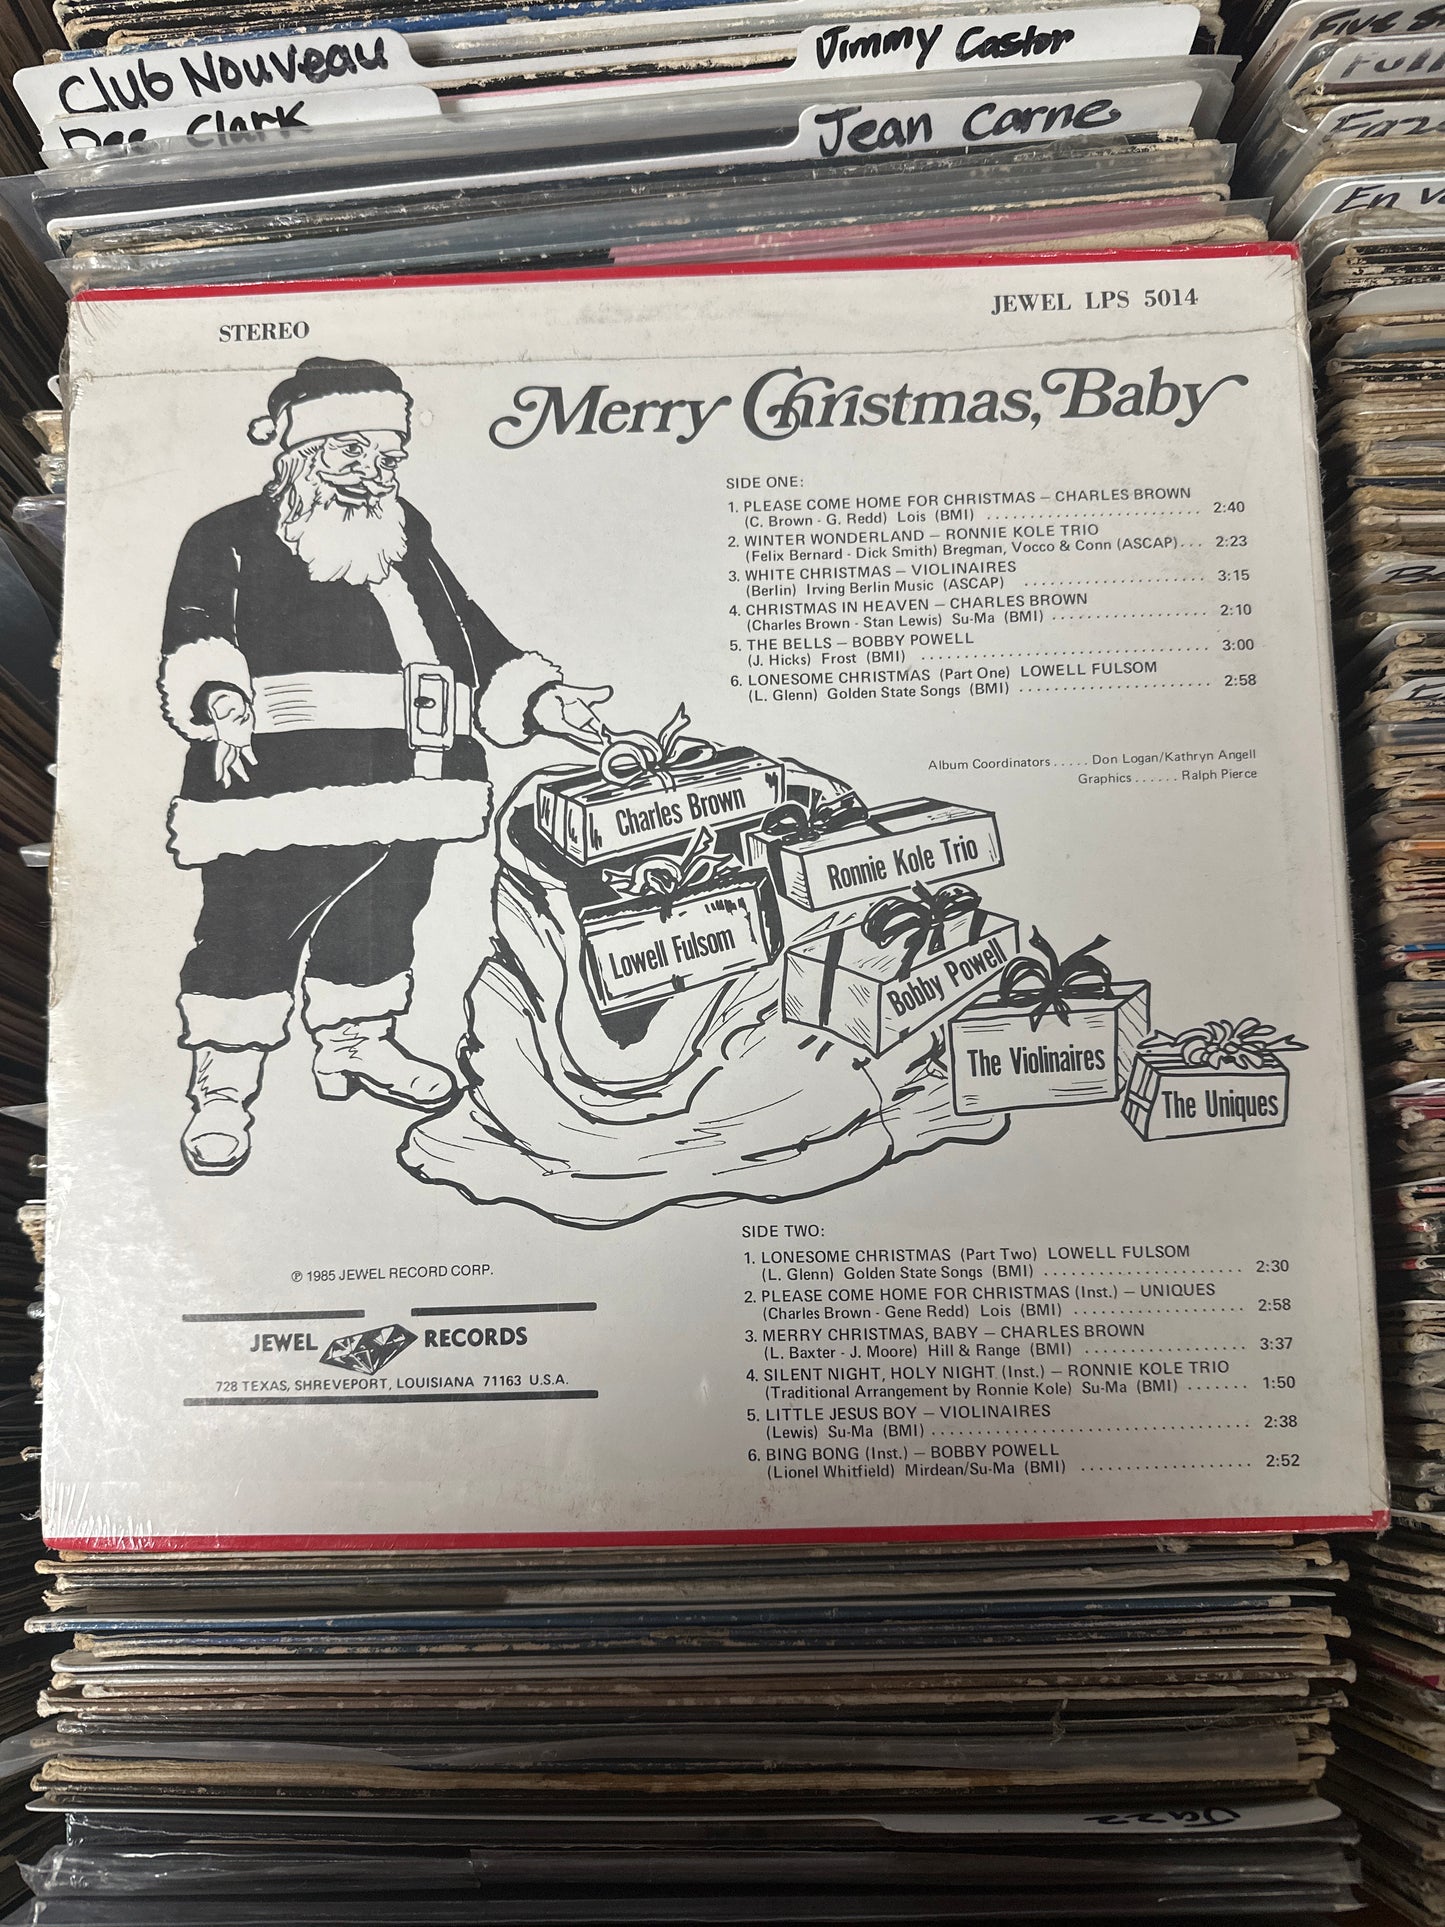 Club Nouveau
Jimmy Castor
Dee Clark
Jean Carne
Full
En V
STEREO
JEWEL LPS 5014
Merry Christmas, Baby
SIDE ONE:
1. PLEASE COME HOME FOR CHRISTMAS – CHARLES BROWN
(C. Brown - G. Redd) Lois (BMI) .......................... 2:40
2. WINTER WONDERLAND – RONNIE KOLE TRIO
(Felix Bernard - Dick Smith) Bregman, Vocco & Conn (ASCAP)... 2:23
3. WHITE CHRISTMAS – VIOLINAIRES
(Berlin) Irving Berlin Music (ASCAP) ...................... 3:15
4. CHRISTMAS IN HEAVEN – CHARLES BROWN
(Charles Brown - Stan Lewis) Su-Ma (BMI) ................... 2:10
5. THE BELLS – BOBBY POWELL
(J. Hicks) Frost (BMI) ................................... 3:00
6. LONESOME CHRISTMAS (Part One) LOWELL FULSOM
(L. Glenn) Golden State Songs (BMI) ....................... 2:58
Album Coordinators ..... Don Logan/Kathryn Angell
Graphics ...... Ralph Pierce
Charles Brown
Ronnie Kole Trio
Lowell Fulsom
Bobby Powell
The Violinaires
The Uniques
SIDE TWO:
1. LONESOME CHRISTMAS (Part Two) LOWELL FULSOM
(L. Glenn) Golden State Songs (BMI) ....................... 2:30
2. PLEASE COME HOME FOR CHRISTMAS (Inst.) – UNIQUES
(Charles Brown - Gene Redd) Lois (BMI) .................... 2:58
3. MERRY CHRISTMAS, BABY – CHARLES BROWN
(L. Baxter - J. Moore) Hill & Range (BMI) .................. 3:37
4. SILENT NIGHT, HOLY NIGHT (Inst.) – RONNIE KOLE TRIO
(Traditional Arrangement by Ronnie Kole) Su-Ma (BMI) ....... 1:50
5. LITTLE JESUS BOY – VIOLINAIRES
(Lewis) Su-Ma (BMI) ..................................... 2:38
6. BING BONG (Inst.) – BOBBY POWELL
(Lionel Whitfield) Mirdean/Su-Ma (BMI) .................... 2:52
℗ 1985 JEWEL RECORD CORP.
JEWEL RECORDS
728 TEXAS, SHREVEPORT, LOUISIANA 71163 U.S.A.
Jazz